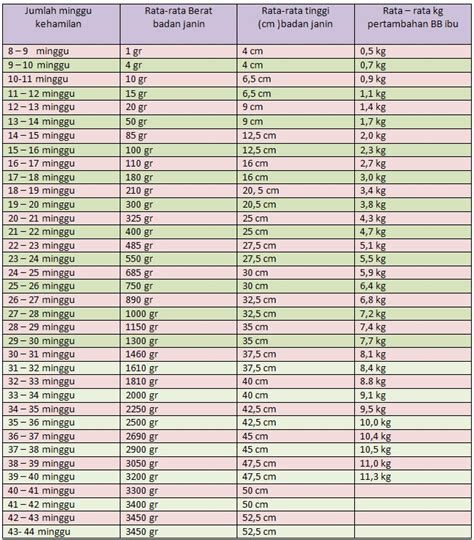 Jumlah minggu kehamilan Rata-rata Berat badan janin Rata-rata tinggi (cm )badan janin Rata – rata kg pertambahan BB ibu
8 – 9 minggu 1 gr 4 cm 0,5 kg
9 – 10 minggu 4 gr 4 cm 0,7 kg
10-11 minggu 10 gr 6,5 cm 0,9 kg
11 – 12 minggu 15 gr 6,5 cm 1,1 kg
12 – 13 minggu 20 gr 9 cm 1,4 kg
13 – 14 minggu 50 gr 9 cm 1,7 kg
14 – 15 minggu 85 gr 12,5 cm 2,0 kg
15 – 16 minggu 100 gr 12,5 cm 2,3 kg
16 – 17 minggu 110 gr 16 cm 2,7 kg
17 – 18 minggu 180 gr 16 cm 3,0 kg
18 – 19 minggu 210 gr 20, 5 cm 3,4 kg
19 – 20 minggu 300 gr 20,5 cm 3,8 kg
20 – 21 minggu 325 gr 25 cm 4,3 kg
21 – 22 minggu 400 gr 25 cm 4,7 kg
22 – 23 minggu 485 gr 27,5 cm 5,1 kg
23 – 24 minggu 550 gr 27,5 cm 5,5 kg
24 – 25 minggu 685 gr 30 cm 5,9 kg
25 – 26 minggu 750 gr 30 cm 6,4 kg
26 – 27 minggu 890 gr 32,5 cm 6,8 kg
27 – 28 minggu 1000 gr 32,5 cm 7,2 kg
28 – 29 minggu 1150 gr 35 cm 7,4 kg
29 – 30 minggu 1300 gr 35 cm 7,7 kg
30 – 31 minggu 1460 gr 37,5 cm 8,1 kg
31 – 32 minggu 1610 gr 37,5 cm 8,4 kg
32 – 33 minggu 1810 gr 40 cm 8.8 kg
33 – 34 minggu 2000 gr 40 cm 9,1 kg
34 – 35 minggu 2250 gr 42,5 cm 9,5 kg
35 – 36 minggu 2500 gr 42,5 cm 10,0 kg
36 – 37 minggu 2690 gr 45 cm 10,4 kg
37 – 38 minggu 2900 gr 45 cm 10,5 kg
38 – 39 minggu 3050 gr 47,5 cm 11,0 kg
39 – 40 minggu 3200 gr 47,5 cm 11,3 kg
40 – 41 minggu 3300 gr 50 cm
41 – 42 minggu 3400 gr 50 cm
42 – 43 minggu 3450 gr 52,5 cm
43- 44 minggu 3450 gr 52,5 cm